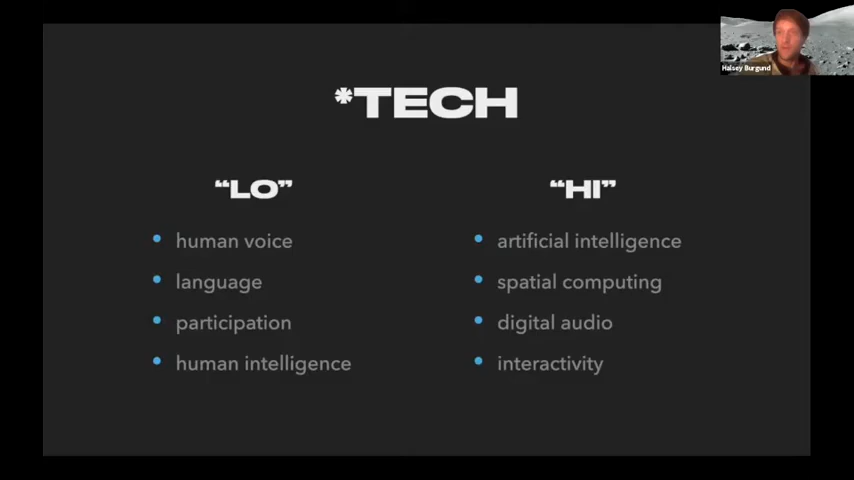 Halsey Burgund
*TECH
“LO”
• human voice
• language
• participation
• human intelligence
“HI”
• artificial intelligence
• spatial computing
• digital audio
• interactivity